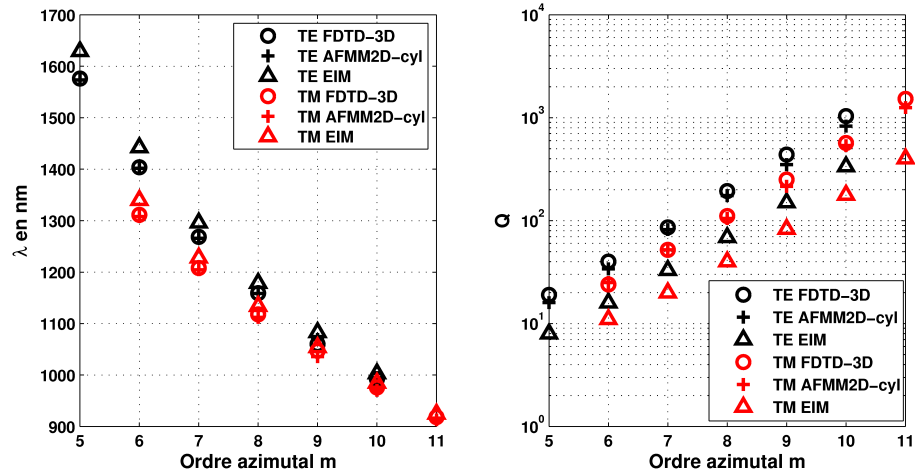 1700
1600
1500
1400
1300
1200
1100
1000
900
λ en nm
5 6 7 8 9 10 11
Ordre azimutal m
TE FDTD-3D
TE AFMM2D-cyl
TE EIM
TM FDTD-3D
TM AFMM2D-cyl
TM EIM
10^4
10^3
10^2
10^1
10^0
Q
5 6 7 8 9 10 11
Ordre azimutal m
TE FDTD-3D
TE AFMM2D-cyl
TE EIM
TM FDTD-3D
TM AFMM2D-cyl
TM EIM